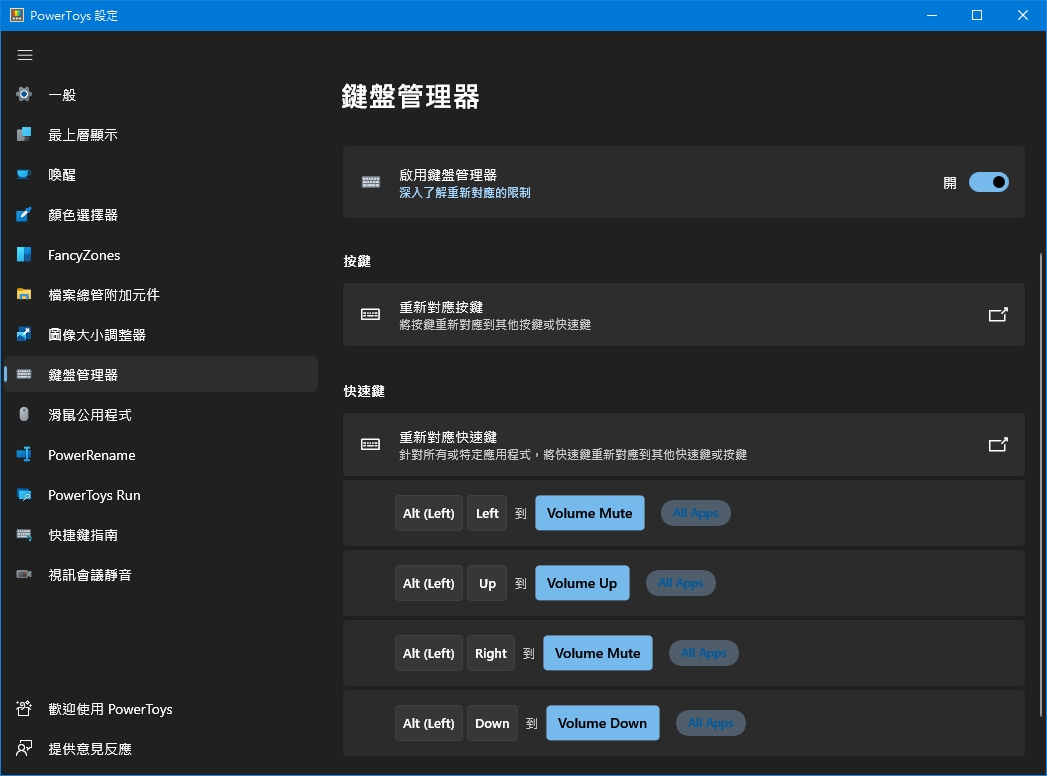 PowerToys 設定
一般
最上層顯示
喚醒
顏色選擇器
FancyZones
檔案總管附加元件
圖像大小調整器
鍵盤管理器
滑鼠公用程式
PowerRename
PowerToys Run
快捷鍵指南
視訊會議靜音
歡迎使用 PowerToys
提供意見反應
鍵盤管理器
啟用鍵盤管理器
深入了解重新對應的限制
開
按鍵
重新對應按鍵
將按鍵重新對應到其他按鍵或快速鍵
快速鍵
重新對應快速鍵
針對所有或特定應用程式，將快速鍵重新對應到其他快速鍵或按鍵
Alt (Left) Left 到 Volume Mute All Apps
Alt (Left) Up 到 Volume Up All Apps
Alt (Left) Right 到 Volume Mute All Apps
Alt (Left) Down 到 Volume Down All Apps